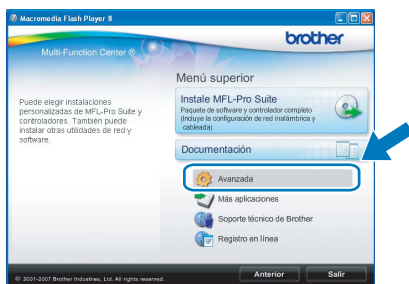 Macromedia Flash Player 8
brother
Multi-Function Center ®
Menú superior
Puede elegir instalaciones
personalizadas de MFL-Pro Suite y
controladores. También puede
instalar otras utilidades de red y
software.
Instale MFL-Pro Suite
Paquete de software y controlador completo
(Incluye la configuración de red inalámbrica y
cableada)
Documentación
Avanzada
Más aplicaciones
Soporte técnico de Brother
Registro en línea
© 2001-2007 Brother Industries, Ltd. All rights reserved.
Anterior
Salir